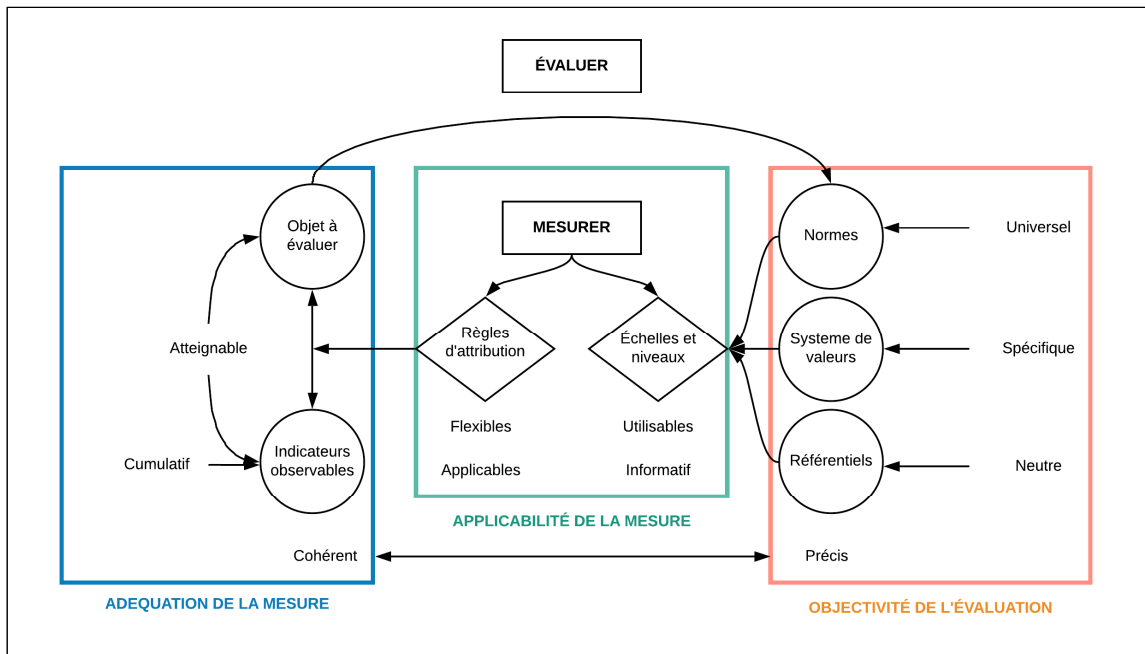 ÉVALUER
Objet à
évaluer
Atteignable
Cumulatif
Indicateurs
observables
Cohérent
ADEQUATION DE LA MESURE
MESURER
Règles
d'attribution
Échelles et
niveaux
Flexibles
Utilisables
Applicables
Informatif
APPLICABILITÉ DE LA MESURE
Normes
Universel
Systeme de
valeurs
Spécifique
Référentiels
Neutre
Précis
OBJECTIVITÉ DE L'ÉVALUATION